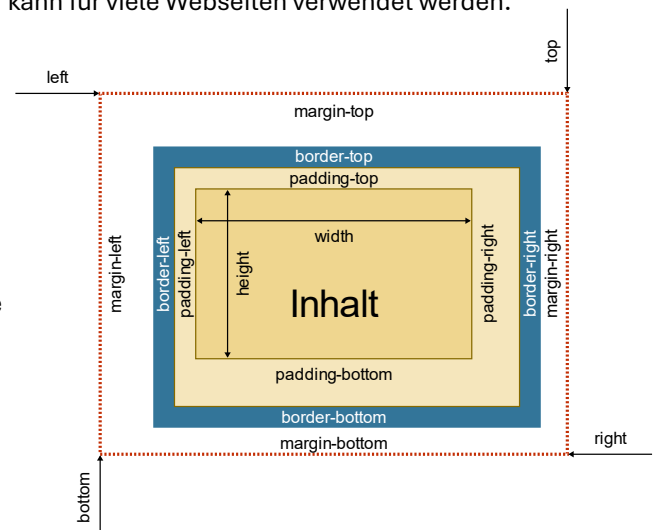 kann für viele Webseiten verwendet werden.
top
left
margin-top
border-top
padding-top
width
margin-left
border-left
padding-left
height
Inhalt
padding-right
border-right
margin-right
e
padding-bottom
border-bottom
margin-bottom
right
bottom